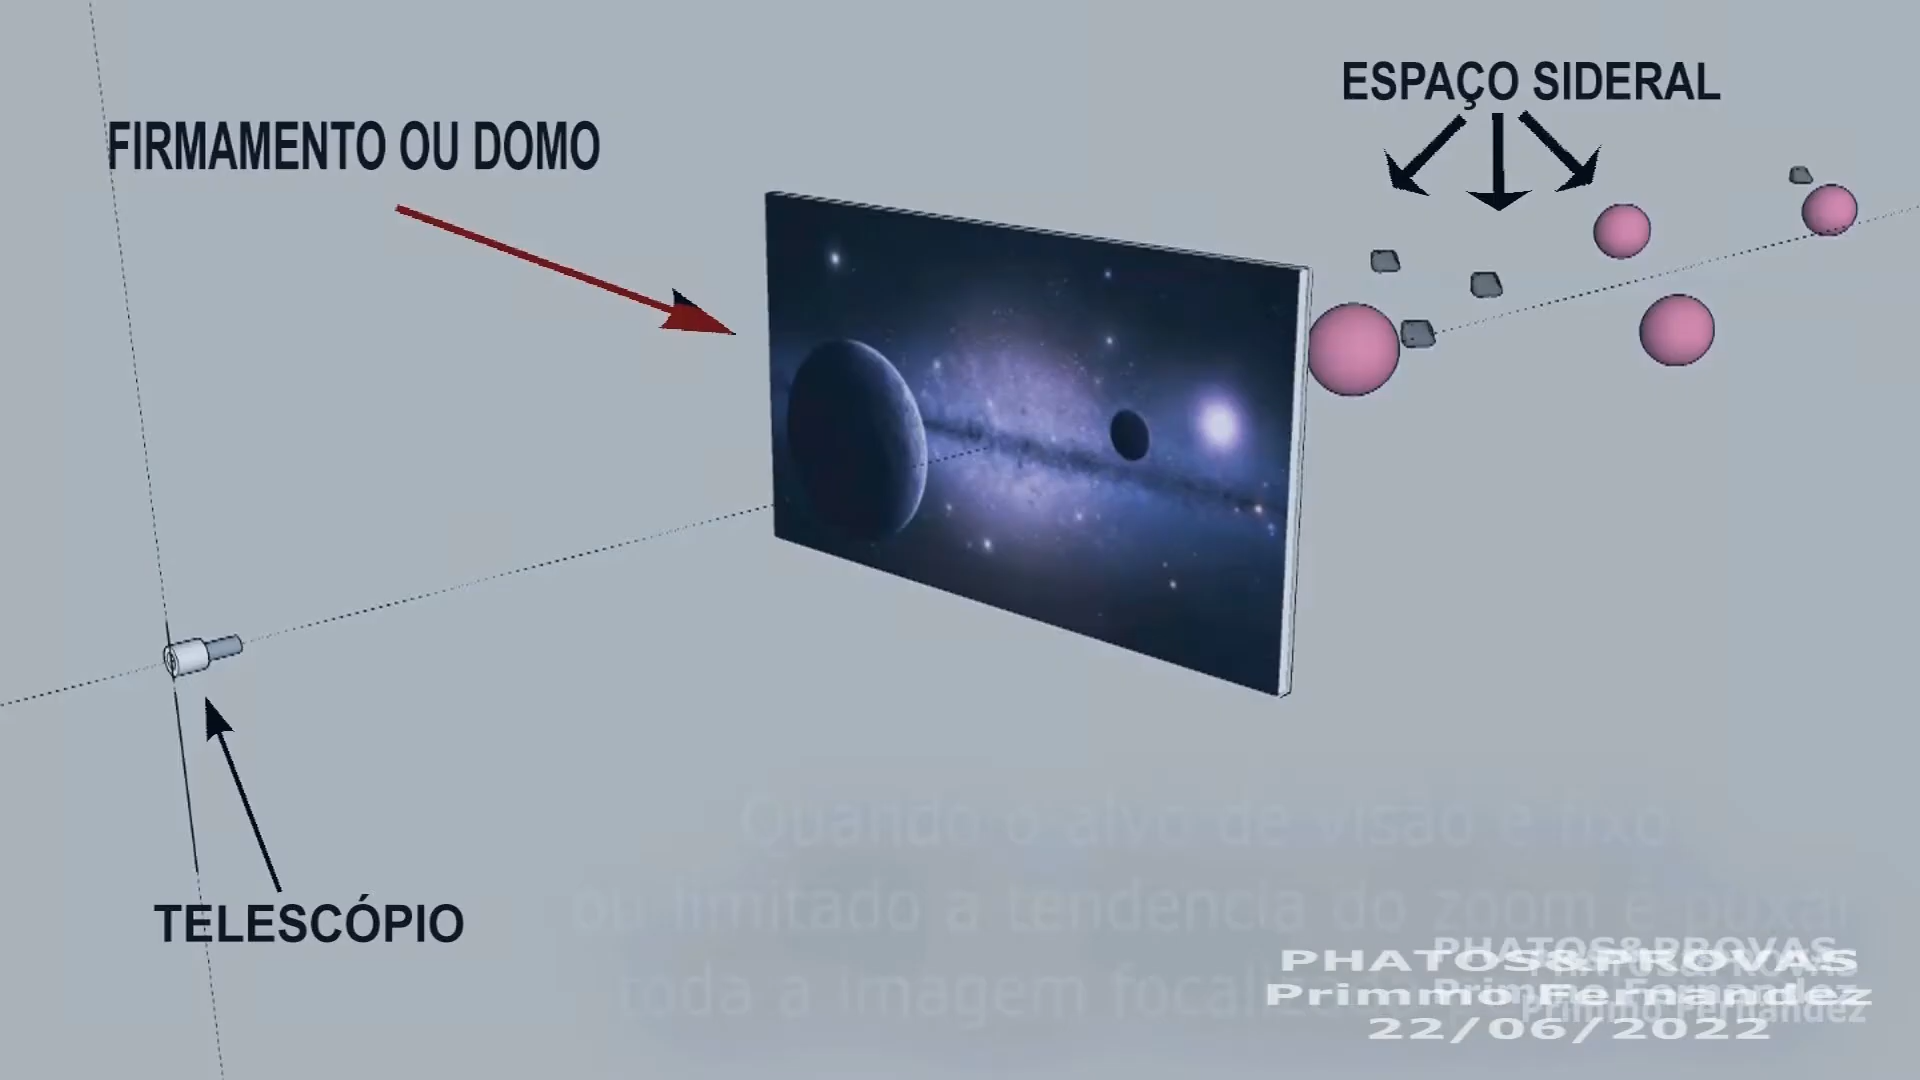 ESPAÇO SIDERAL
FIRMAMENTO OU DOMO
TELESCÓPIO
Quando o alvo de visão é fixo
ou limitado a tendencia do zoom é puxar
toda a imagem
PHATOS&PROVAS
Primmo Fernandez
22/06/2022